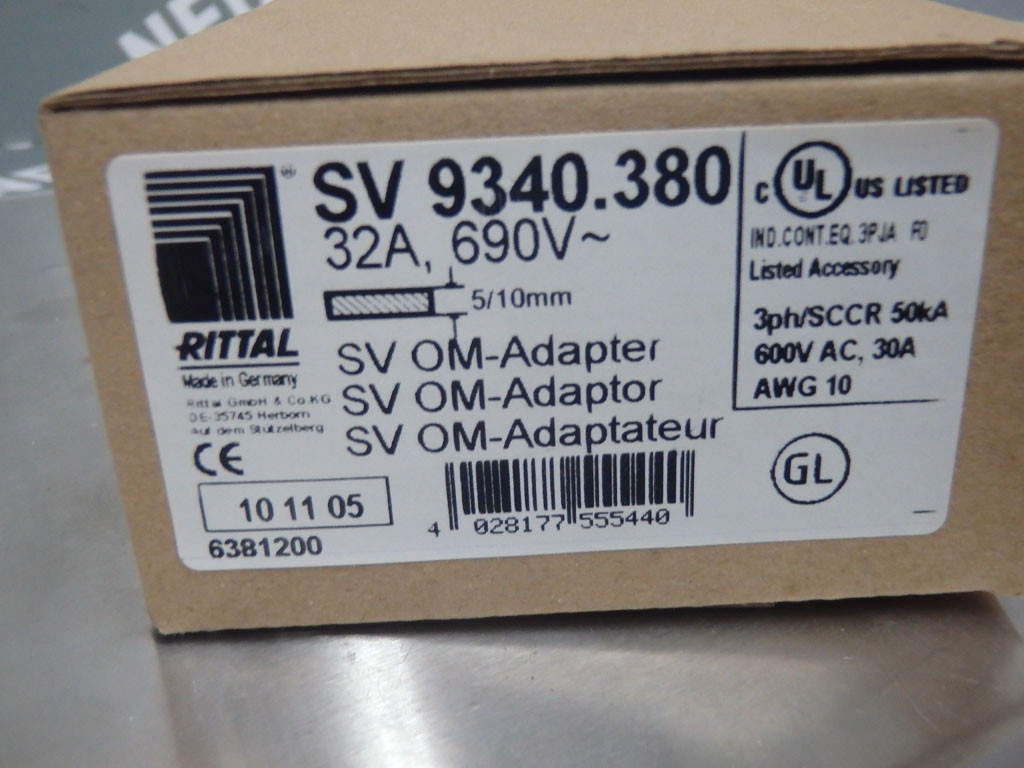 SV 9340.380
32A, 690V~
5/10mm
SV OM-Adapter
SV OM-Adaptor
SV OM-Adaptateur
®
RITTAL
Made in Germany
Rittal GmbH & Co.KG
DE-35745 Herborn
Auf dem Stützelberg
CE
10 11 05
6381200
4 028177 555440
C UL US LISTED
IND.CONT.EQ. 3PJA FD
Listed Accessory
3ph/SCCR 50kA
600V AC, 30A
AWG 10
GL